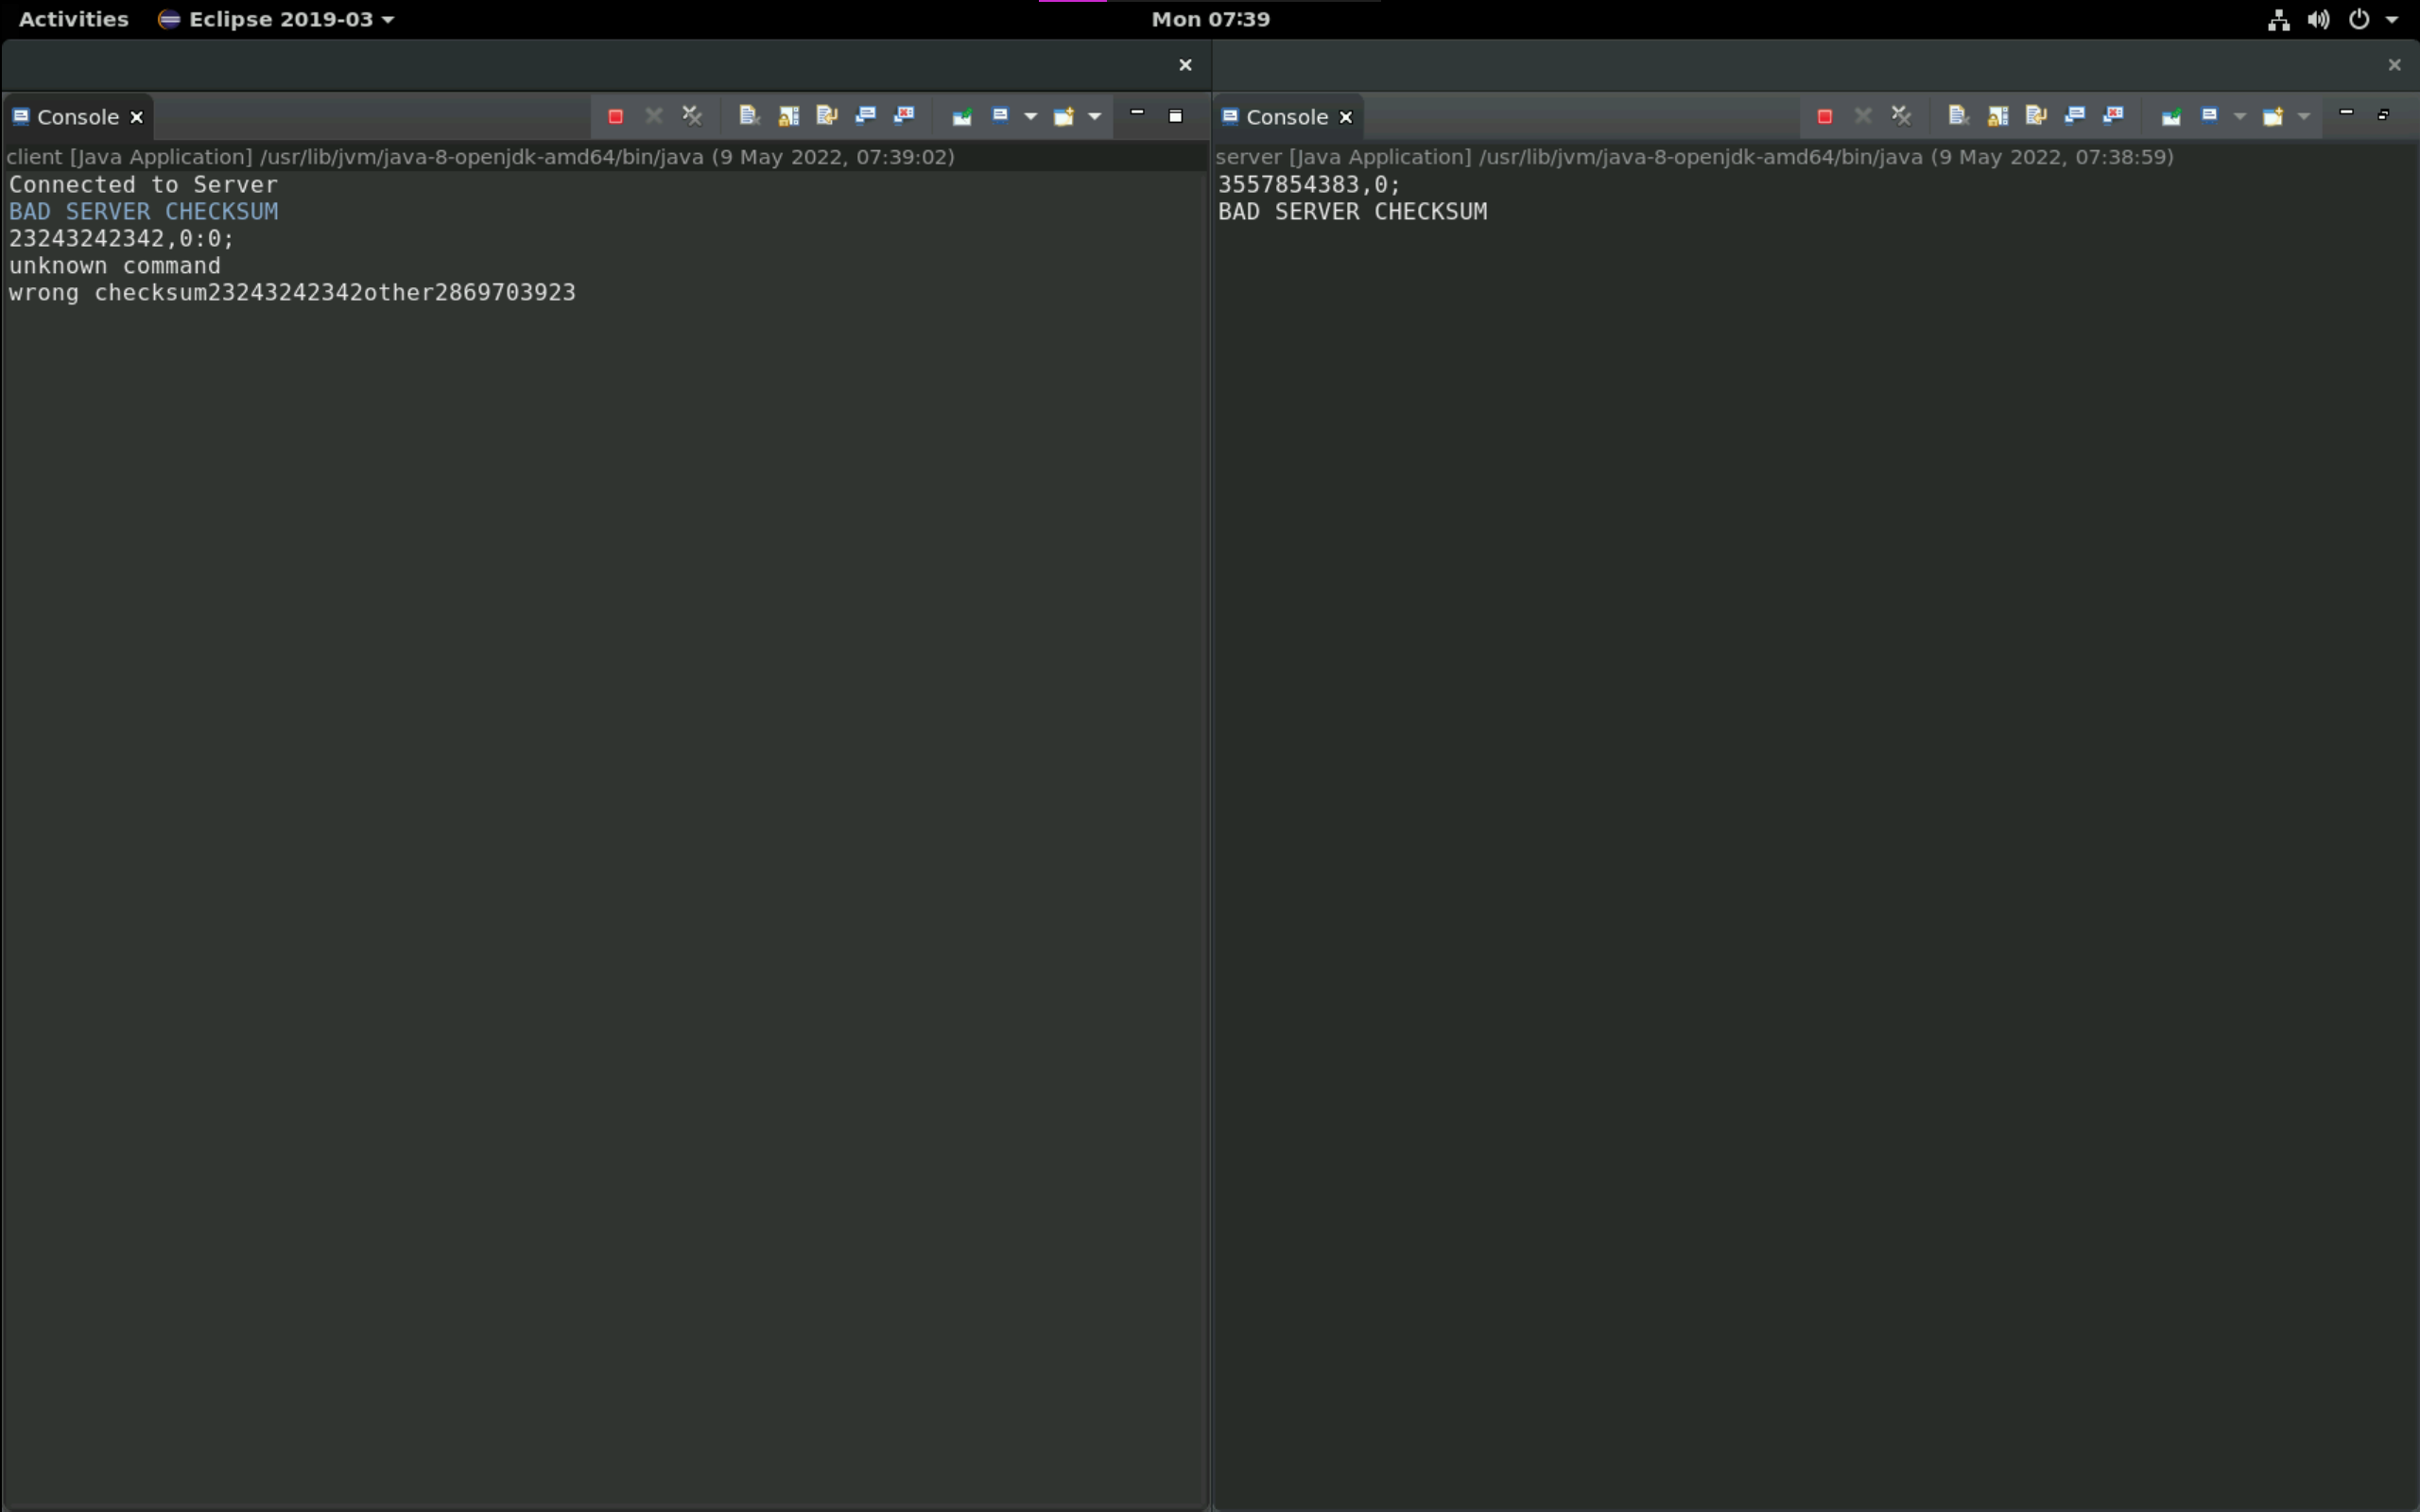 Activities Eclipse 2019-03 Mon 07:39
Console
client [Java Application] /usr/lib/jvm/java-8-openjdk-amd64/bin/java (9 May 2022, 07:39:02)
Connected to Server
BAD SERVER CHECKSUM
23243242342,0:0;
unknown command
wrong checksum23243242342other2869703923
Console
server [Java Application] /usr/lib/jvm/java-8-openjdk-amd64/bin/java (9 May 2022, 07:38:59)
3557854383,0;
BAD SERVER CHECKSUM